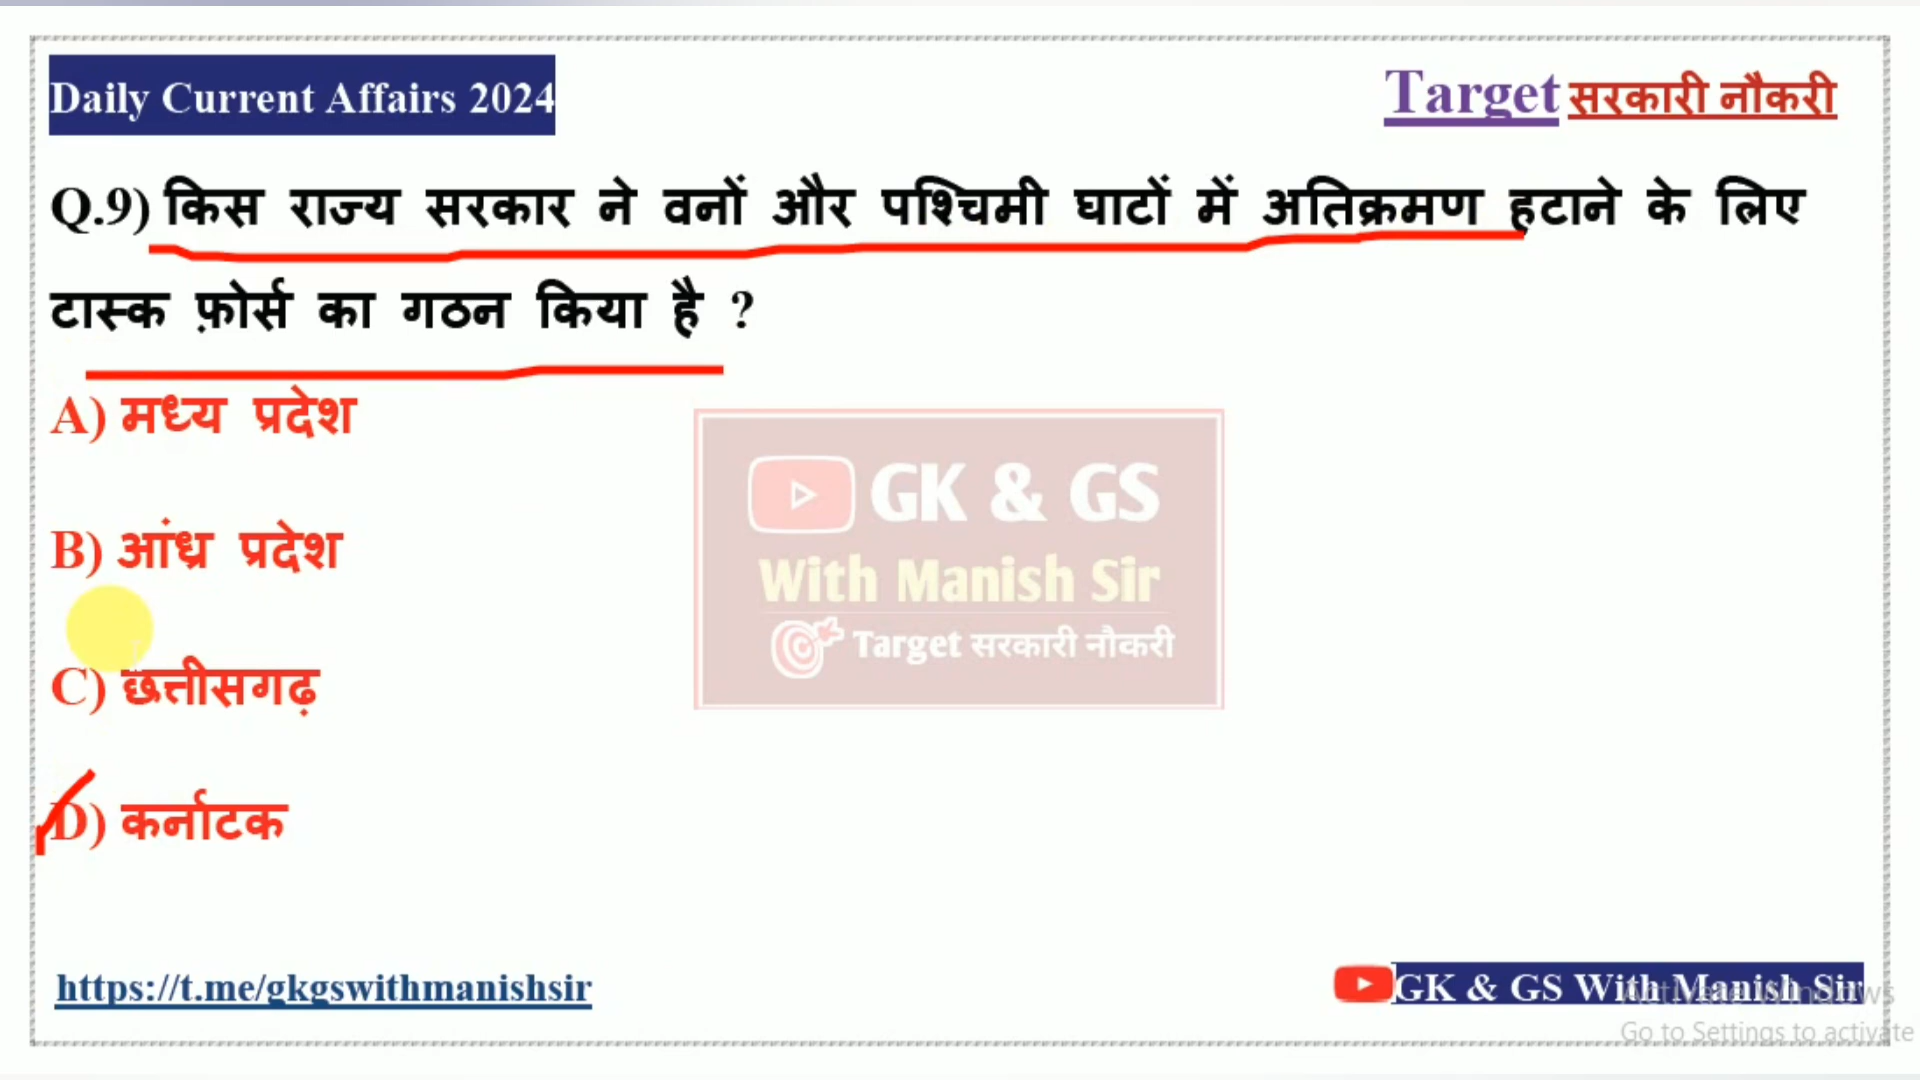 Daily Current Affairs 2024
Target सरकारी नौकरी
Q.9) किस राज्य सरकार ने वनों और पश्चिमी घाटों में अतिक्रमण हटाने के लिए
टास्क फ़ोर्स का गठन किया है ?
A) मध्य प्रदेश
B) आंध्र प्रदेश
C) छत्तीसगढ़
D) कर्नाटक
GK & GS
With Manish Sir
Target सरकारी नौकरी
https://t.me/gkgswithmanishsir
GK & GS With Manish Sir
Activate Windows
Go to Settings to activate